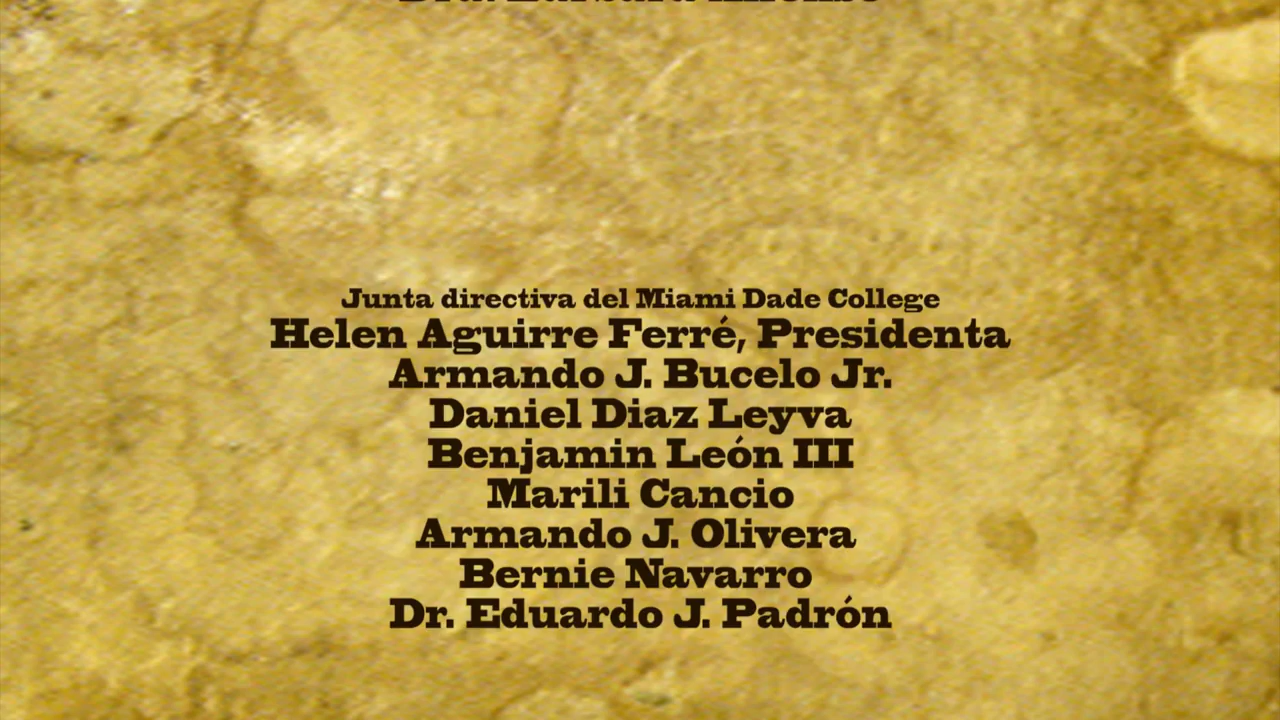 Junta directiva del Miami Dade College
Helen Aguirre Ferré, Presidenta
Armando J. Bucelo Jr.
Daniel Diaz Leyva
Benjamin León III
Marili Cancio
Armando J. Olivera
Bernie Navarro
Dr. Eduardo J. Padrón